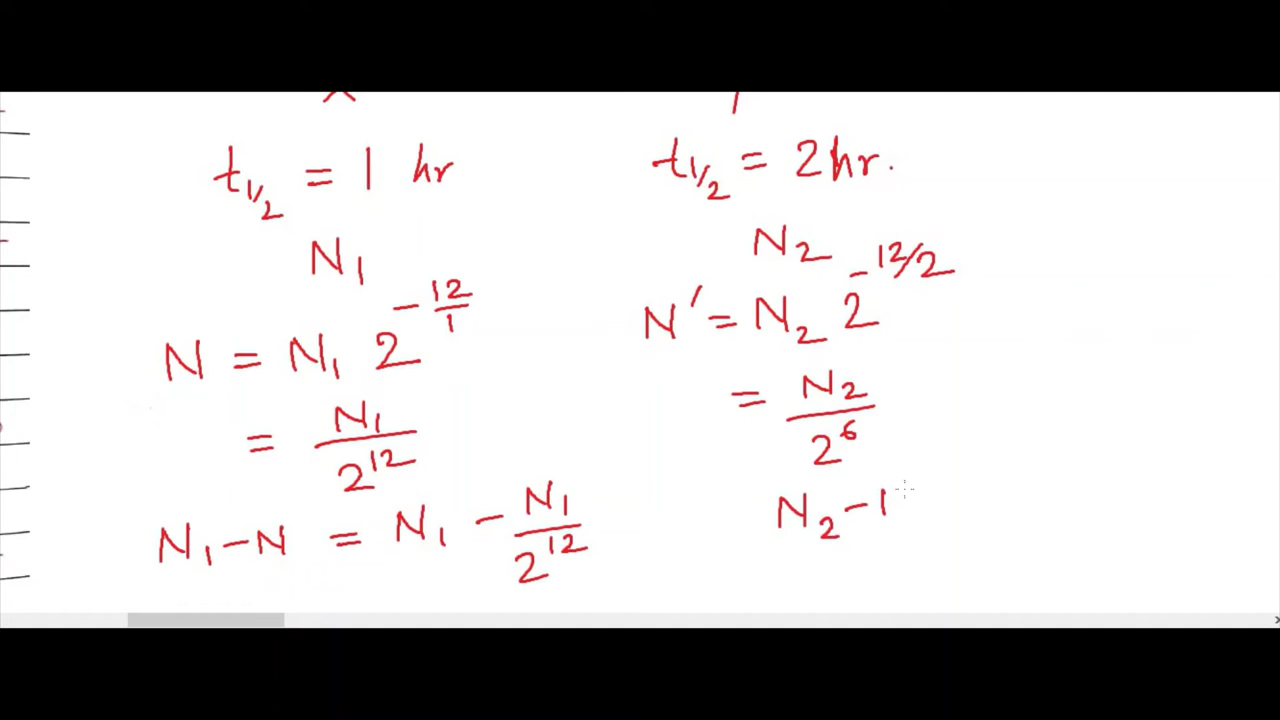 t1/2 = 1 hr
N1
N = N1 2^-12/1
= N1/2^12
N1-N = N1 - N1/2^12
t1/2 = 2hr.
N2
N' = N2 2^-12/2
= N2/2^6
N2-